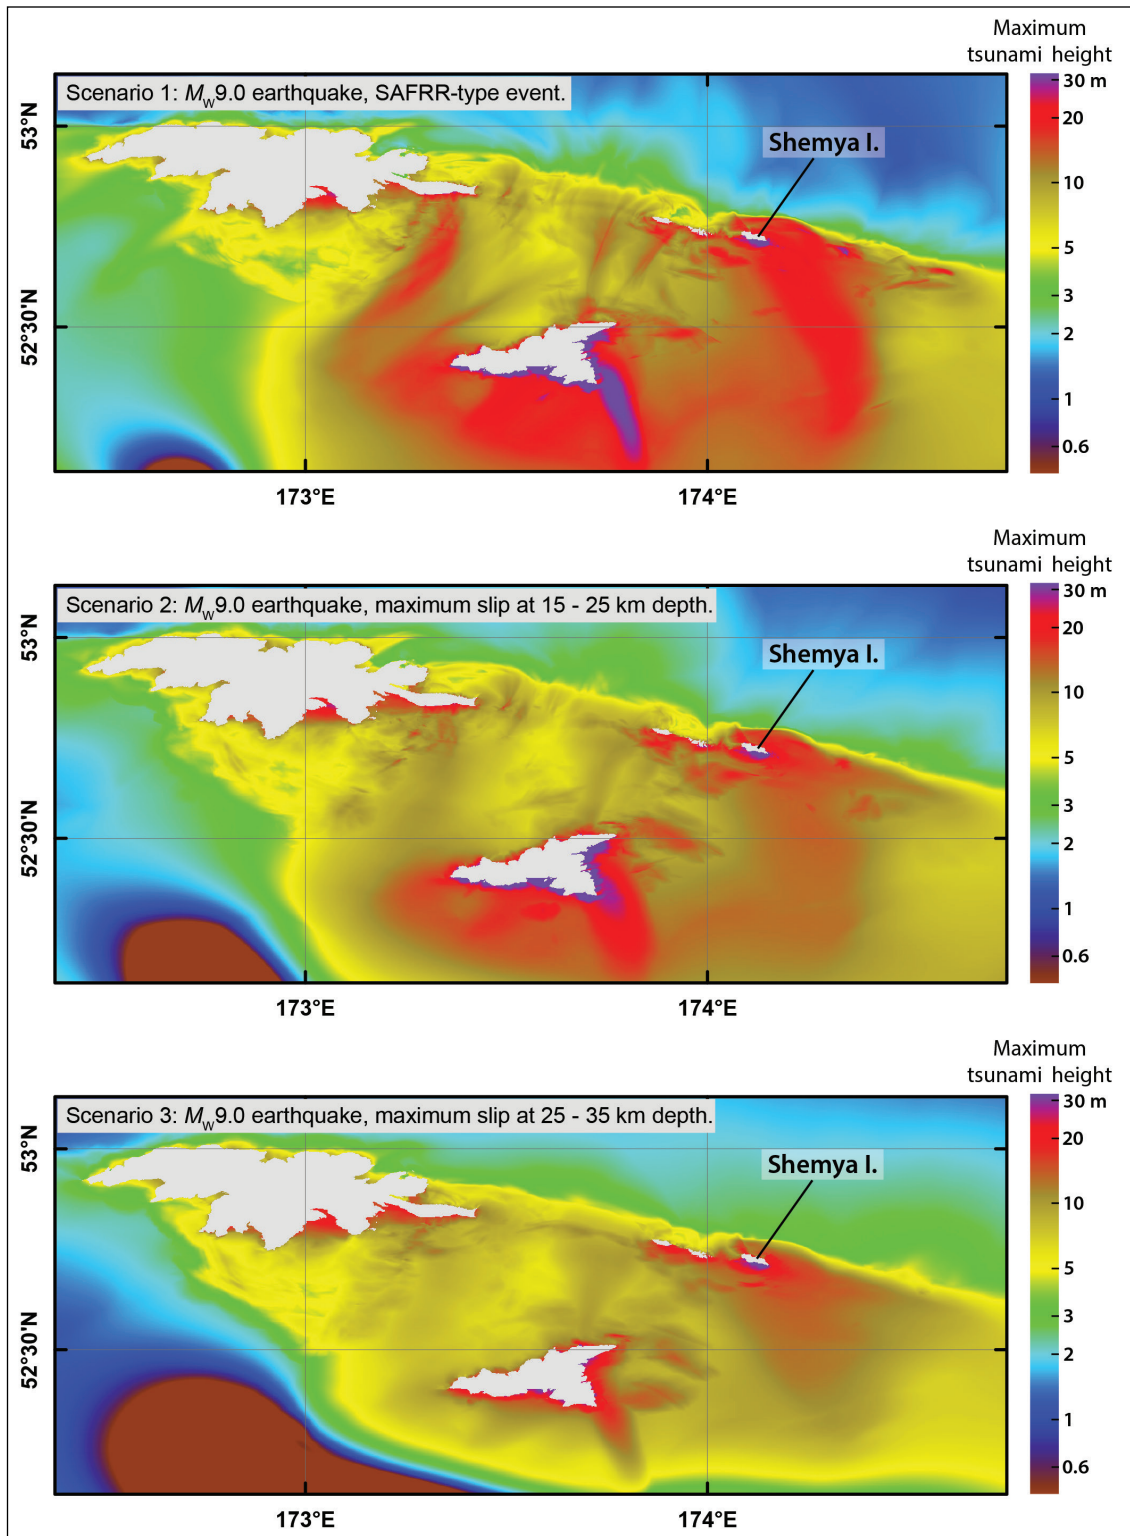 Maximum
tsunami height
Scenario 1: Mw9.0 earthquake, SAFRR-type event.
30 m
20
10
5
3
2
1
0.6
53°N
52°30'N
Shemya I.
173°E
174°E
Maximum
tsunami height
Scenario 2: Mw9.0 earthquake, maximum slip at 15 - 25 km depth.
30 m
20
10
5
3
2
1
0.6
53°N
52°30'N
Shemya I.
173°E
174°E
Maximum
tsunami height
Scenario 3: Mw9.0 earthquake, maximum slip at 25 - 35 km depth.
30 m
20
10
5
3
2
1
0.6
53°N
52°30'N
Shemya I.
173°E
174°E